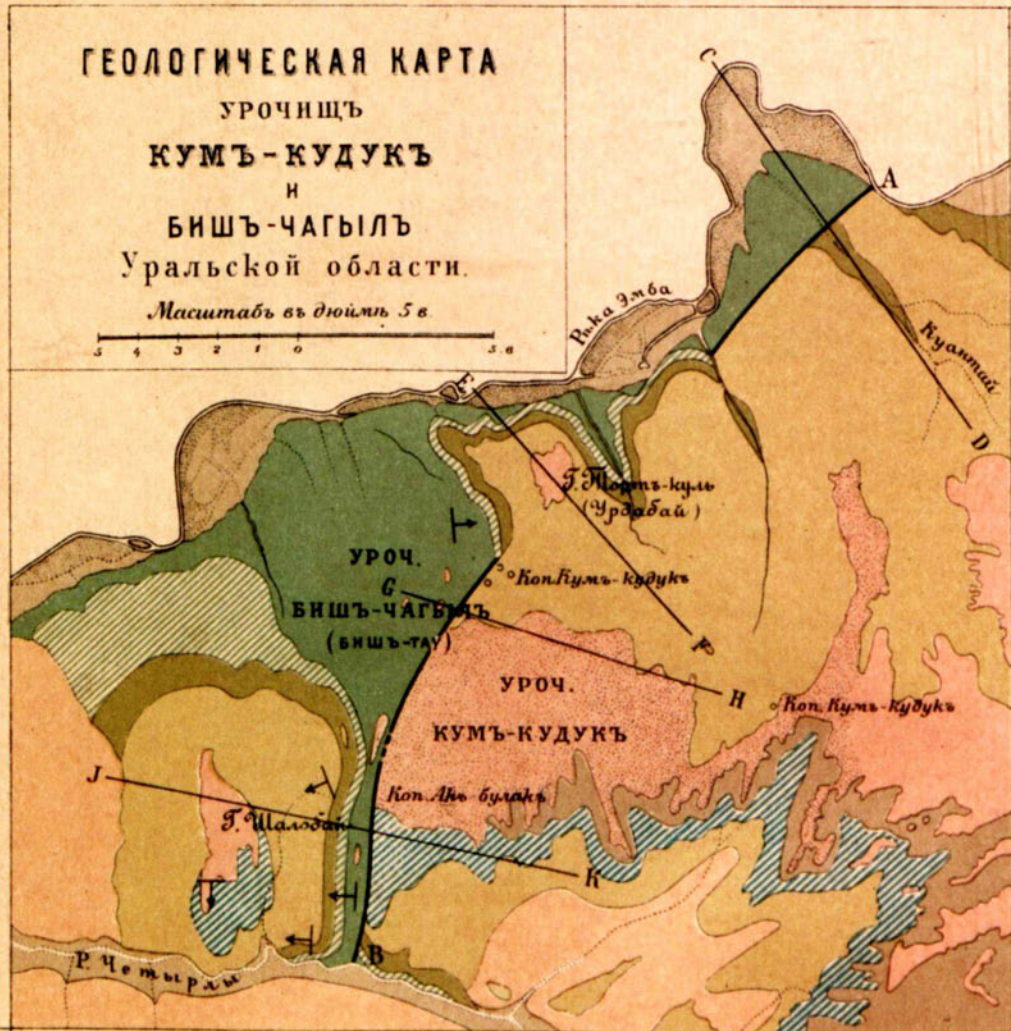 ГЕОЛОГИЧЕСКАЯ КАРТА
УРОЧИЩЪ
КУМЪ-КУДУКЪ
И
БИШЪ-ЧАГЫЛЪ
Уральской области.
Масштабъ въ дюймѣ 5 в.
5 4 3 2 1 0 5 в
C
A
Рѣка Эмба
Куантай
E
D
Г. Тортъ-куль
(Урдабай)
УРОЧ.
Коп. Кумъ-кудукъ
G
БИШЪ-ЧАГЫЛЪ
(БИШЪ-ТАУ)
F
УРОЧ.
H
Коп. Кумъ-кудукъ
КУМЪ-КУДУКЪ
J
Коп. Акъ-булакъ
Г. Шалобай
K
B
Р. Четырлы